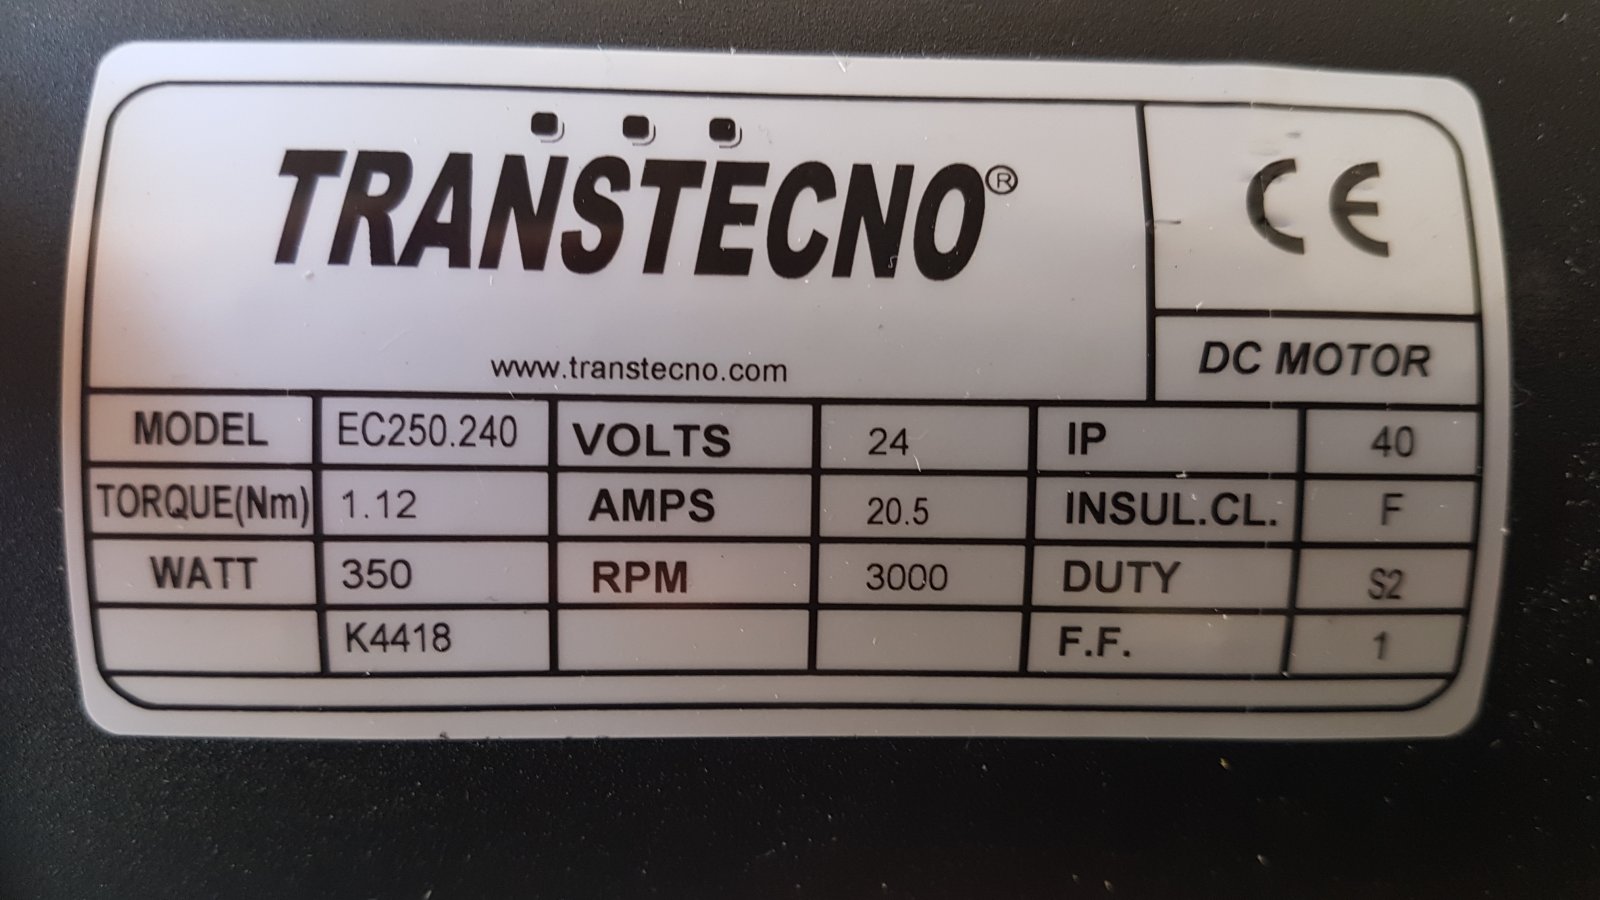 TRANSTECNO®
www.transtecno.com
CE
DC MOTOR
MODEL EC250.240 VOLTS 24 IP 40
TORQUE(Nm) 1.12 AMPS 20.5 INSUL.CL. F
WATT 350 RPM 3000 DUTY S2
K4418 F.F. 1